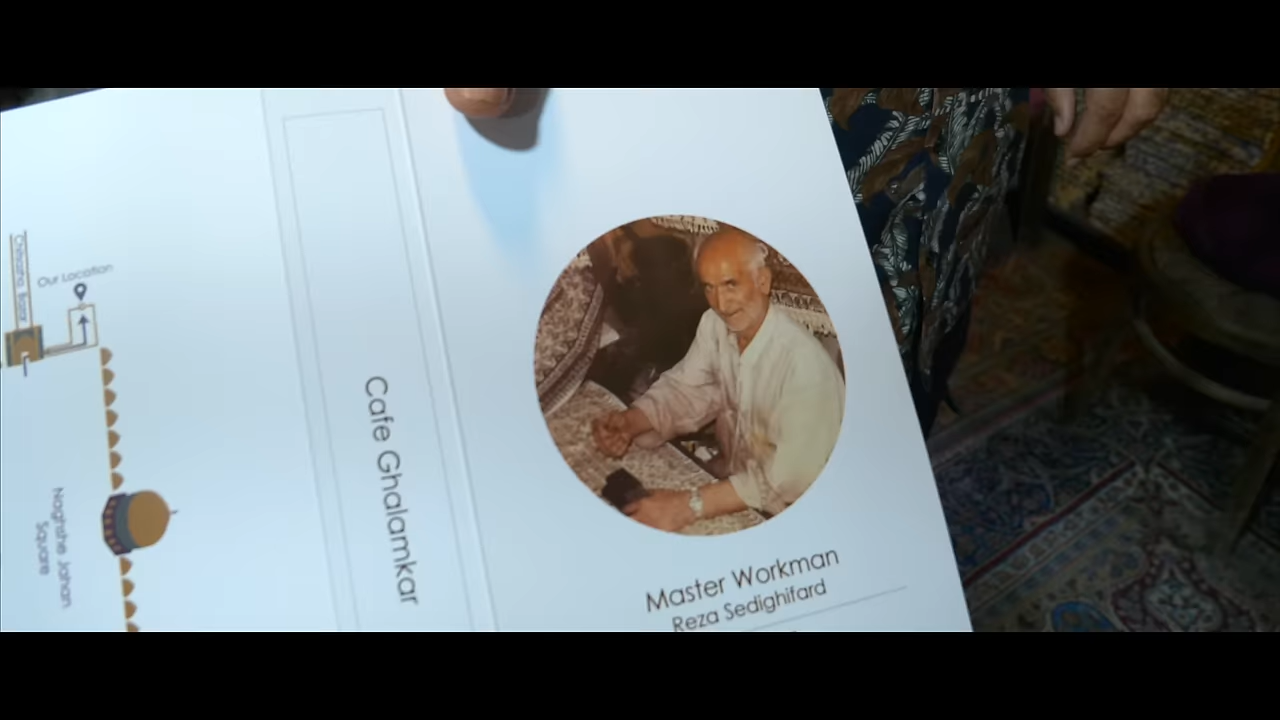 Our Location
Naghshe Jahan
Square
Cafe Ghalamkar
Master Workman
Reza Sedighifard